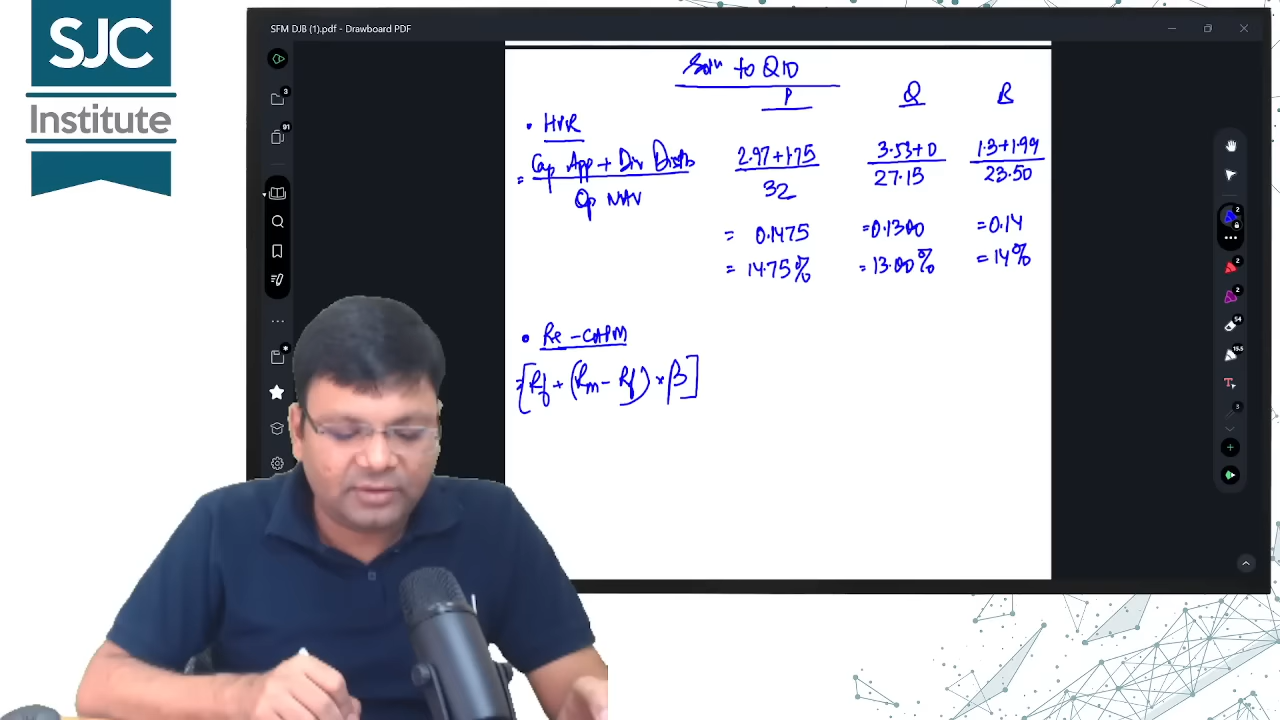 SJC
Institute
SFM DJB (1).pdf - Drawboard PDF
Soln to Q10
P Q B
• HPR
= Cap App + Div Distb / Op NAV
2.97+1.75 / 32
3.53+0 / 27.15
1.3+1.99 / 23.50
= 0.1475 =0.1300 =0.14
= 14.75% = 13.00% = 14%
• Re - CAPM
=[Rf + (Rm - Rf) × β]